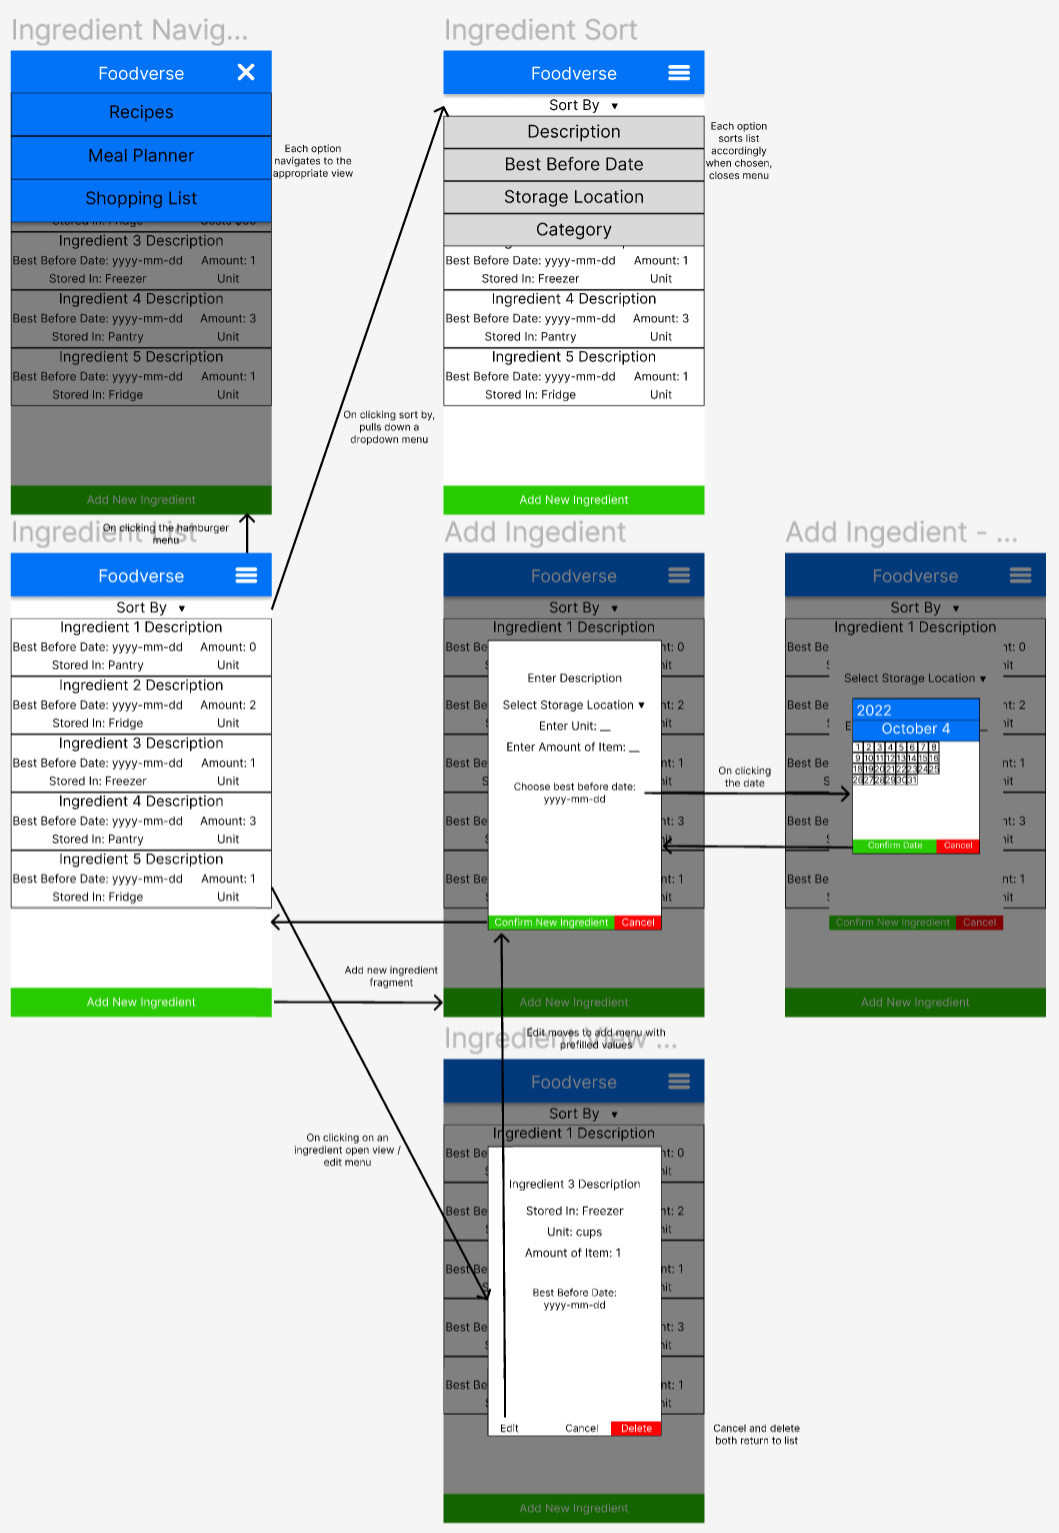 Ingredient Navig...
Foodverse
Recipes
Meal Planner
Shopping List
Ingredient 3 Description
Best Before Date: yyyy-mm-dd Amount: 1
Stored In: Freezer Unit
Ingredient 4 Description
Best Before Date: yyyy-mm-dd Amount: 3
Stored In: Pantry Unit
Ingredient 5 Description
Best Before Date: yyyy-mm-dd Amount: 1
Stored In: Fridge Unit
Add New Ingredient
Each option
navigates to the
appropriate view
Ingredient Sort
Foodverse
Sort By ▼
Description
Best Before Date
Storage Location
Category
Best Before Date: yyyy-mm-dd Amount: 1
Stored In: Freezer Unit
Ingredient 4 Description
Best Before Date: yyyy-mm-dd Amount: 3
Stored In: Pantry Unit
Ingredient 5 Description
Best Before Date: yyyy-mm-dd Amount: 1
Stored In: Fridge Unit
Add New Ingredient
Each option
sorts list
accordingly
when chosen,
closes menu
On clicking sort by,
pulls down a
dropdown menu
On clicking the hamburger
menu
Ingredient List
Foodverse
Sort By ▼
Ingredient 1 Description
Best Before Date: yyyy-mm-dd Amount: 0
Stored In: Pantry Unit
Ingredient 2 Description
Best Before Date: yyyy-mm-dd Amount: 2
Stored In: Fridge Unit
Ingredient 3 Description
Best Before Date: yyyy-mm-dd Amount: 1
Stored In: Freezer Unit
Ingredient 4 Description
Best Before Date: yyyy-mm-dd Amount: 3
Stored In: Pantry Unit
Ingredient 5 Description
Best Before Date: yyyy-mm-dd Amount: 1
Stored In: Fridge Unit
Add New Ingredient
Add new ingredient
fragment
Add Ingedient
Foodverse
Sort By ▼
Ingredient 1 Description
Enter Description
Select Storage Location ▼
Enter Unit: __
Enter Amount of Item: __
Choose best before date:
yyyy-mm-dd
Confirm New Ingredient Cancel
Add New Ingredient
On clicking
the date
Add Ingedient - ...
Foodverse
Sort By ▼
Ingredient 1 Description
Select Storage Location ▼
2022
October 4
1 2 3 4 5 6 7 8
9 10 11 12 13 14 15 16
18 19 20 21 22 23 24 25
26 27 28 29 30 31
Confirm Date Cancel
Confirm New Ingredient Cancel
Add New Ingredient
Edit moves to add menu with
prefilled values
Ingredient View ...
Foodverse
Sort By ▼
Ingredient 1 Description
Ingredient 3 Description
Stored In: Freezer
Unit: cups
Amount of Item: 1
Best Before Date:
yyyy-mm-dd
Edit Cancel Delete
Add New Ingredient
On clicking on an
ingredient open view /
edit menu
Cancel and delete
both return to list